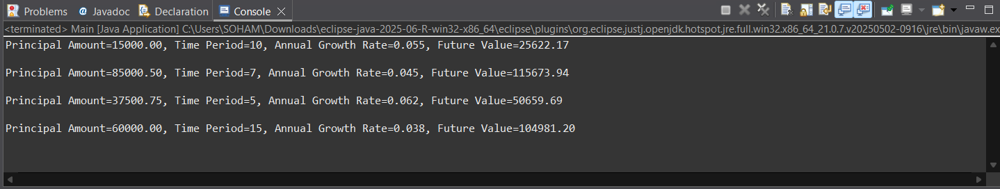 Problems @ Javadoc Declaration Console
<terminated> Main [Java Application] C:\Users\SOHAM\Downloads\eclipse-java-2025-06-R-win32-x86_64\eclipse\plugins\org.eclipse.justj.openjdk.hotspot.jre.full.win32.x86_64_21.0.7.v20250502-0916\jre\bin\javaw.ex
Principal Amount=15000.00, Time Period=10, Annual Growth Rate=0.055, Future Value=25622.17
Principal Amount=85000.50, Time Period=7, Annual Growth Rate=0.045, Future Value=115673.94
Principal Amount=37500.75, Time Period=5, Annual Growth Rate=0.062, Future Value=50659.69
Principal Amount=60000.00, Time Period=15, Annual Growth Rate=0.038, Future Value=104981.20